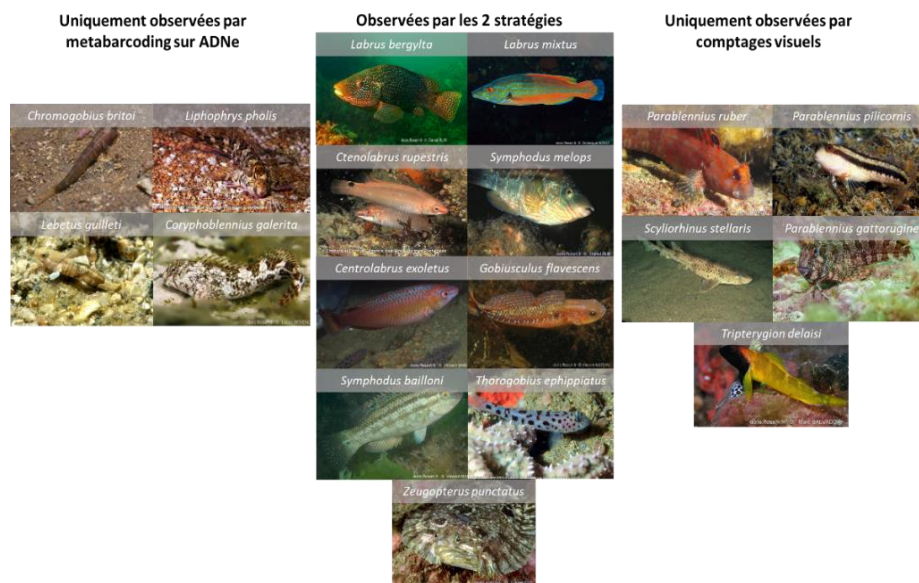 Uniquement observées par
metabarcoding sur ADNe
Chromogobius britoi
Liphophrys pholis
Lebetus guilleti
Coryphoblennius galerita
Observées par les 2 stratégies
Labrus bergylta
Labrus mixtus
Ctenolabrus rupestris
Symphodus melops
Centrolabrus exoletus
Gobiusculus flavescens
Symphodus bailloni
Thorogobius ephippiatus
Zeugopterus punctatus
Uniquement observées par
comptages visuels
Parablennius ruber
Parablennius pilicornis
Scyliorhinus stellaris
Parablennius gattorugine
Tripterygion delaisi